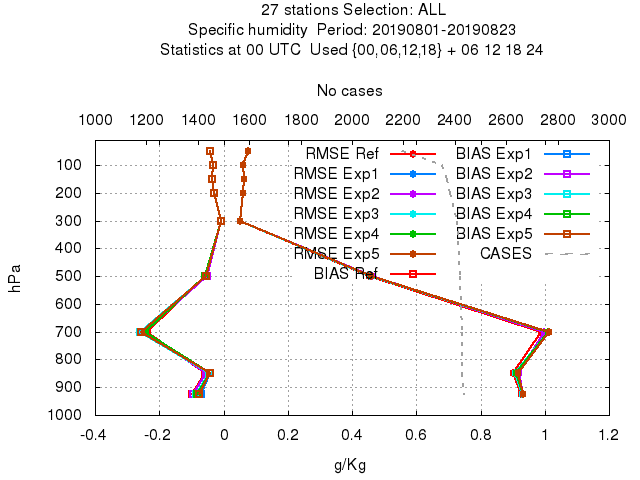 27 stations Selection: ALL
Specific humidity  Period: 20190801-20190823
Statistics at 00 UTC  Used {00,06,12,18} + 06 12 18 24
No cases
1000 1200 1400 1600 1800 2000 2200 2400 2600 2800 3000
RMSE Ref
RMSE Exp1
RMSE Exp2
RMSE Exp3
RMSE Exp4
RMSE Exp5
BIAS Ref
BIAS Exp1
BIAS Exp2
BIAS Exp3
BIAS Exp4
BIAS Exp5
CASES
100
200
300
400
500
600
700
800
900
1000
hPa
-0.4 -0.2 0 0.2 0.4 0.6 0.8 1 1.2
g/Kg